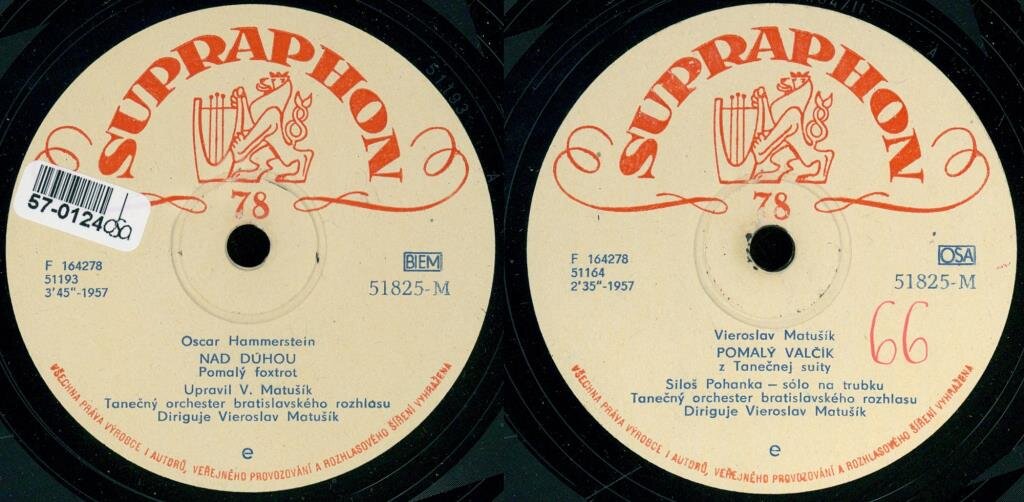 SUPRAPHON
78
57-0124 osa
F 164278
51193
3'45"-1957
BIEM
51825-M
Oscar Hammerstein
NAD DÚHOU
Pomalý foxtrot
Upravil V. Matušík
Tanečný orchester bratislavského rozhlasu
Diriguje Vieroslav Matušík
e
VŠECHNA PRÁVA VÝROBCE I AUTORŮ, VEŘEJNÉHO PROVOZOVÁNÍ A ROZHLASOVÉHO ŠÍŘENÍ VYHRAŽENA
51193
SUPRAPHON
78
F 164278
51164
2'35"-1957
OSA
51825-M
66
Vieroslav Matušík
POMALÝ VALČÍK
z Tanečnej suity
Siloš Pohanka – sólo na trubku
Tanečný orchester bratislavského rozhlasu
Diriguje Vieroslav Matušík
e
VŠECHNA PRÁVA VÝROBCE I AUTORŮ, VEŘEJNÉHO PROVOZOVÁNÍ A ROZHLASOVÉHO ŠÍŘENÍ VYHRAŽENA